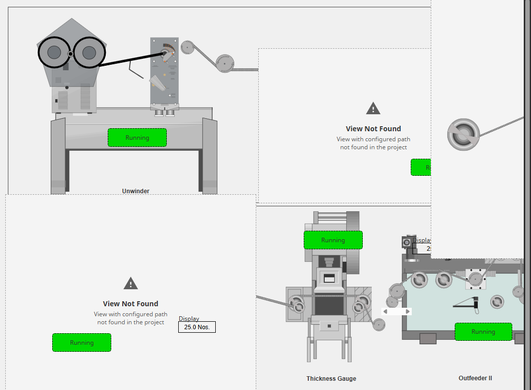 Running
Unwinder
View Not Found
View with configured path
not found in the project
View Not Found
View with configured path
not found in the project
Display
25.0 Nos.
Running
Running
Thickness Gauge
Running
Outfeeder II